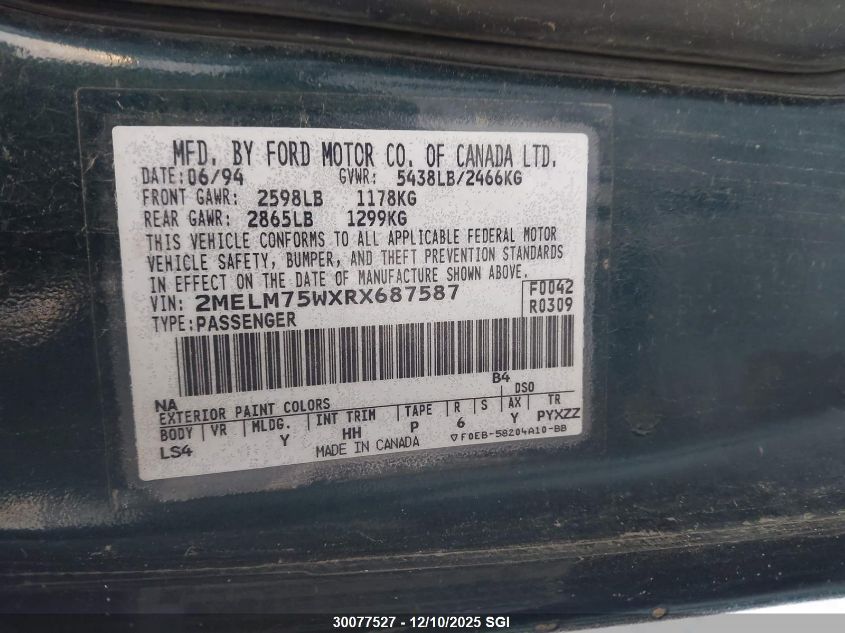 MFD. BY FORD MOTOR CO. OF CANADA LTD.
DATE: 06/94 GVWR: 5438LB/2466KG
FRONT GAWR: 2598LB 1178KG
REAR GAWR: 2865LB 1299KG
THIS VEHICLE CONFORMS TO ALL APPLICABLE FEDERAL MOTOR
VEHICLE SAFETY, BUMPER, AND THEFT PREVENTION STANDARDS
IN EFFECT ON THE DATE OF MANUFACTURE SHOWN ABOVE.
VIN: 2MELM75WXRX687587 F0042
TYPE: PASSENGER R0309
NA B4
EXTERIOR PAINT COLORS DSO
BODY VR MLDG. INT TRIM TAPE R S AX TR
LS4 Y HH P 6 Y PYXZZ
MADE IN CANADA ▽F0EB-58204A10-BB
30077527 - 12/10/2025 SGI